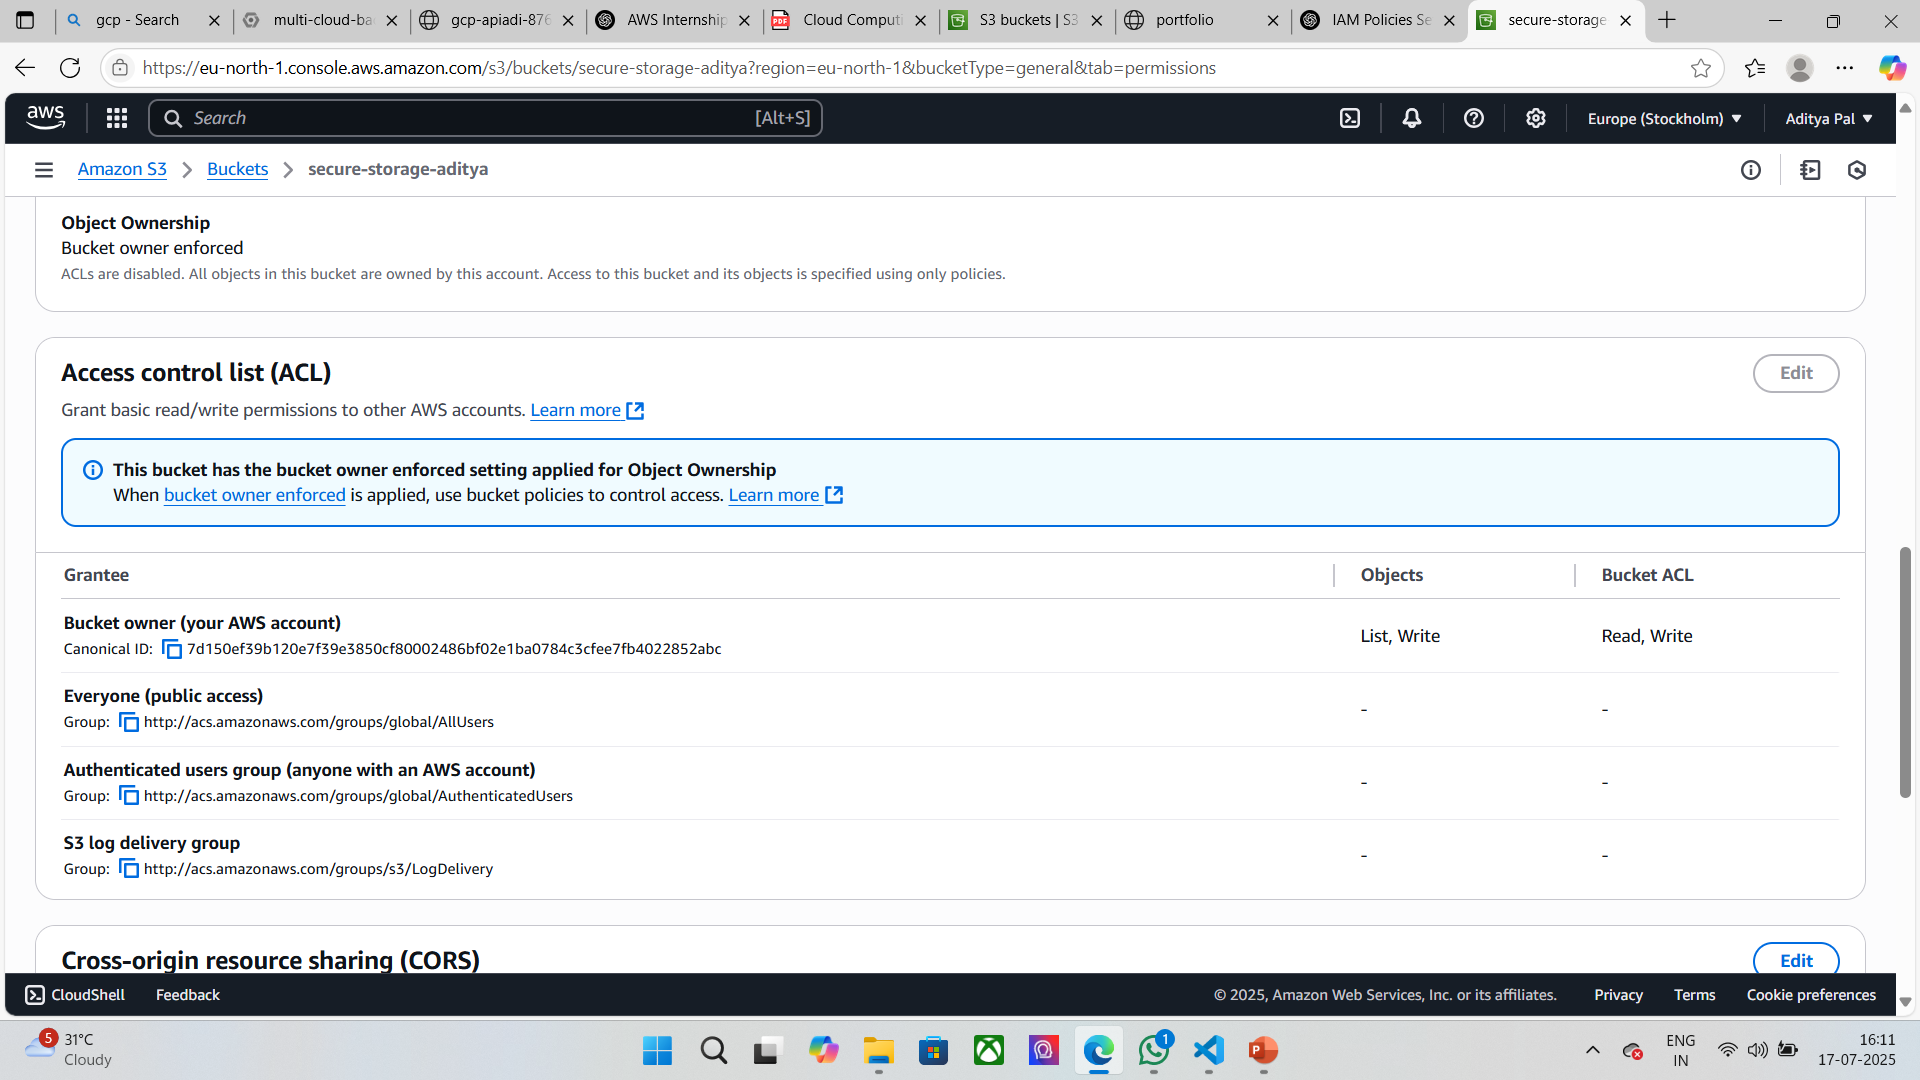 gcp - Search
multi-cloud-ba
gcp-apiadi-876
AWS Internship
Cloud Computi
S3 buckets | S3
portfolio
IAM Policies Se
secure-storage
https://eu-north-1.console.aws.amazon.com/s3/buckets/secure-storage-aditya?region=eu-north-1&bucketType=general&tab=permissions
aws
Search
[Alt+S]
Europe (Stockholm)
Aditya Pal
Amazon S3
Buckets
secure-storage-aditya
Object Ownership
Bucket owner enforced
ACLs are disabled. All objects in this bucket are owned by this account. Access to this bucket and its objects is specified using only policies.
Access control list (ACL)
Edit
Grant basic read/write permissions to other AWS accounts. Learn more
This bucket has the bucket owner enforced setting applied for Object Ownership
When bucket owner enforced is applied, use bucket policies to control access. Learn more
Grantee
Objects
Bucket ACL
Bucket owner (your AWS account)
Canonical ID: 7d150ef39b120e7f39e3850cf80002486bf02e1ba0784c3cfee7fb4022852abc
List, Write
Read, Write
Everyone (public access)
Group: http://acs.amazonaws.com/groups/global/AllUsers
-
-
Authenticated users group (anyone with an AWS account)
Group: http://acs.amazonaws.com/groups/global/AuthenticatedUsers
-
-
S3 log delivery group
Group: http://acs.amazonaws.com/groups/s3/LogDelivery
-
-
Cross-origin resource sharing (CORS)
Edit
CloudShell
Feedback
© 2025, Amazon Web Services, Inc. or its affiliates.
Privacy
Terms
Cookie preferences
5
31°C
Cloudy
1
ENG
IN
16:11
17-07-2025